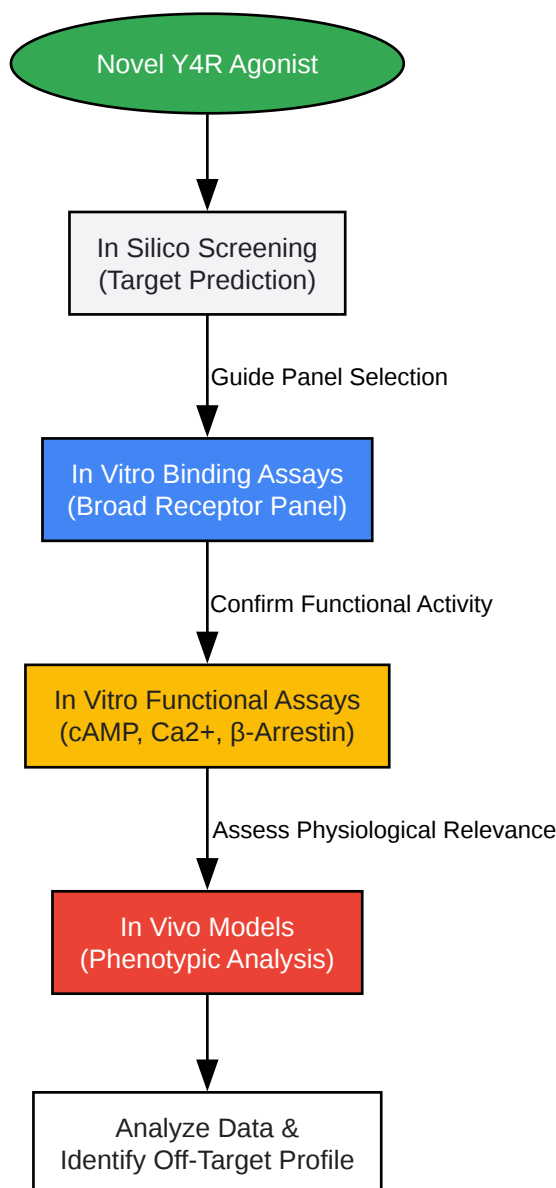 Novel Y4R Agonist
In Silico Screening
(Target Prediction)
Guide Panel Selection
In Vitro Binding Assays
(Broad Receptor Panel)
Confirm Functional Activity
In Vitro Functional Assays
(cAMP, Ca2+, β-Arrestin)
Assess Physiological Relevance
In Vivo Models
(Phenotypic Analysis)
Analyze Data &
Identify Off-Target Profile